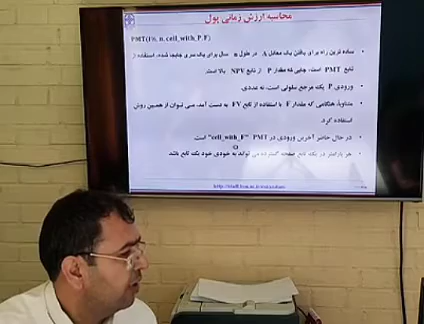 محاسبه ارزش زمانی پول
PMT(i%, n, cell_with_P,F)
ساده ترین راه برای یافتن یک معادل A در طول n سال برای یک سری جابجا شده، استفاده از
تابع PMT است، جایی که مقدار P از تابع NPV بالا است.
ورودی P یک مرجع سلولی است، نه عددی.
متناوبا، هنگامی که مقدار F با استفاده از تابع FV به دست آمد، می توان از همین روش
استفاده کرد.
در حال حاضر آخرین ورودی در PMT "cell_with_F" است.
هر پارامتر در یک تابع صفحه گسترده می تواند به خودی خود یک تابع باشد